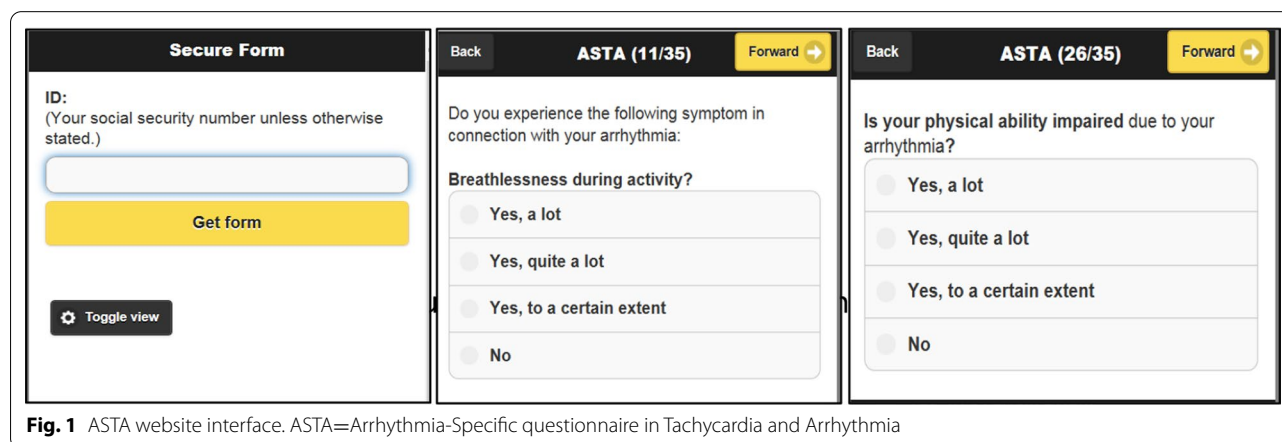 Secure Form
ID:
(Your social security number unless otherwise
stated.)
Get form
Toggle view
Back
ASTA (11/35)
Forward
Do you experience the following symptom in
connection with your arrhythmia:
Breathlessness during activity?
Yes, a lot
Yes, quite a lot
Yes, to a certain extent
No
Back
ASTA (26/35)
Forward
Is your physical ability impaired due to your
arrhythmia?
Yes, a lot
Yes, quite a lot
Yes, to a certain extent
No
Fig. 1 ASTA website interface. ASTA=Arrhythmia-Specific questionnaire in Tachycardia and Arrhythmia